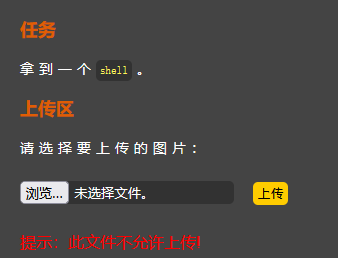 任务
拿到一个 shell 。
上传区
请选择要上传的图片：
浏览... 未选择文件。 上传
提示：此文件不允许上传!